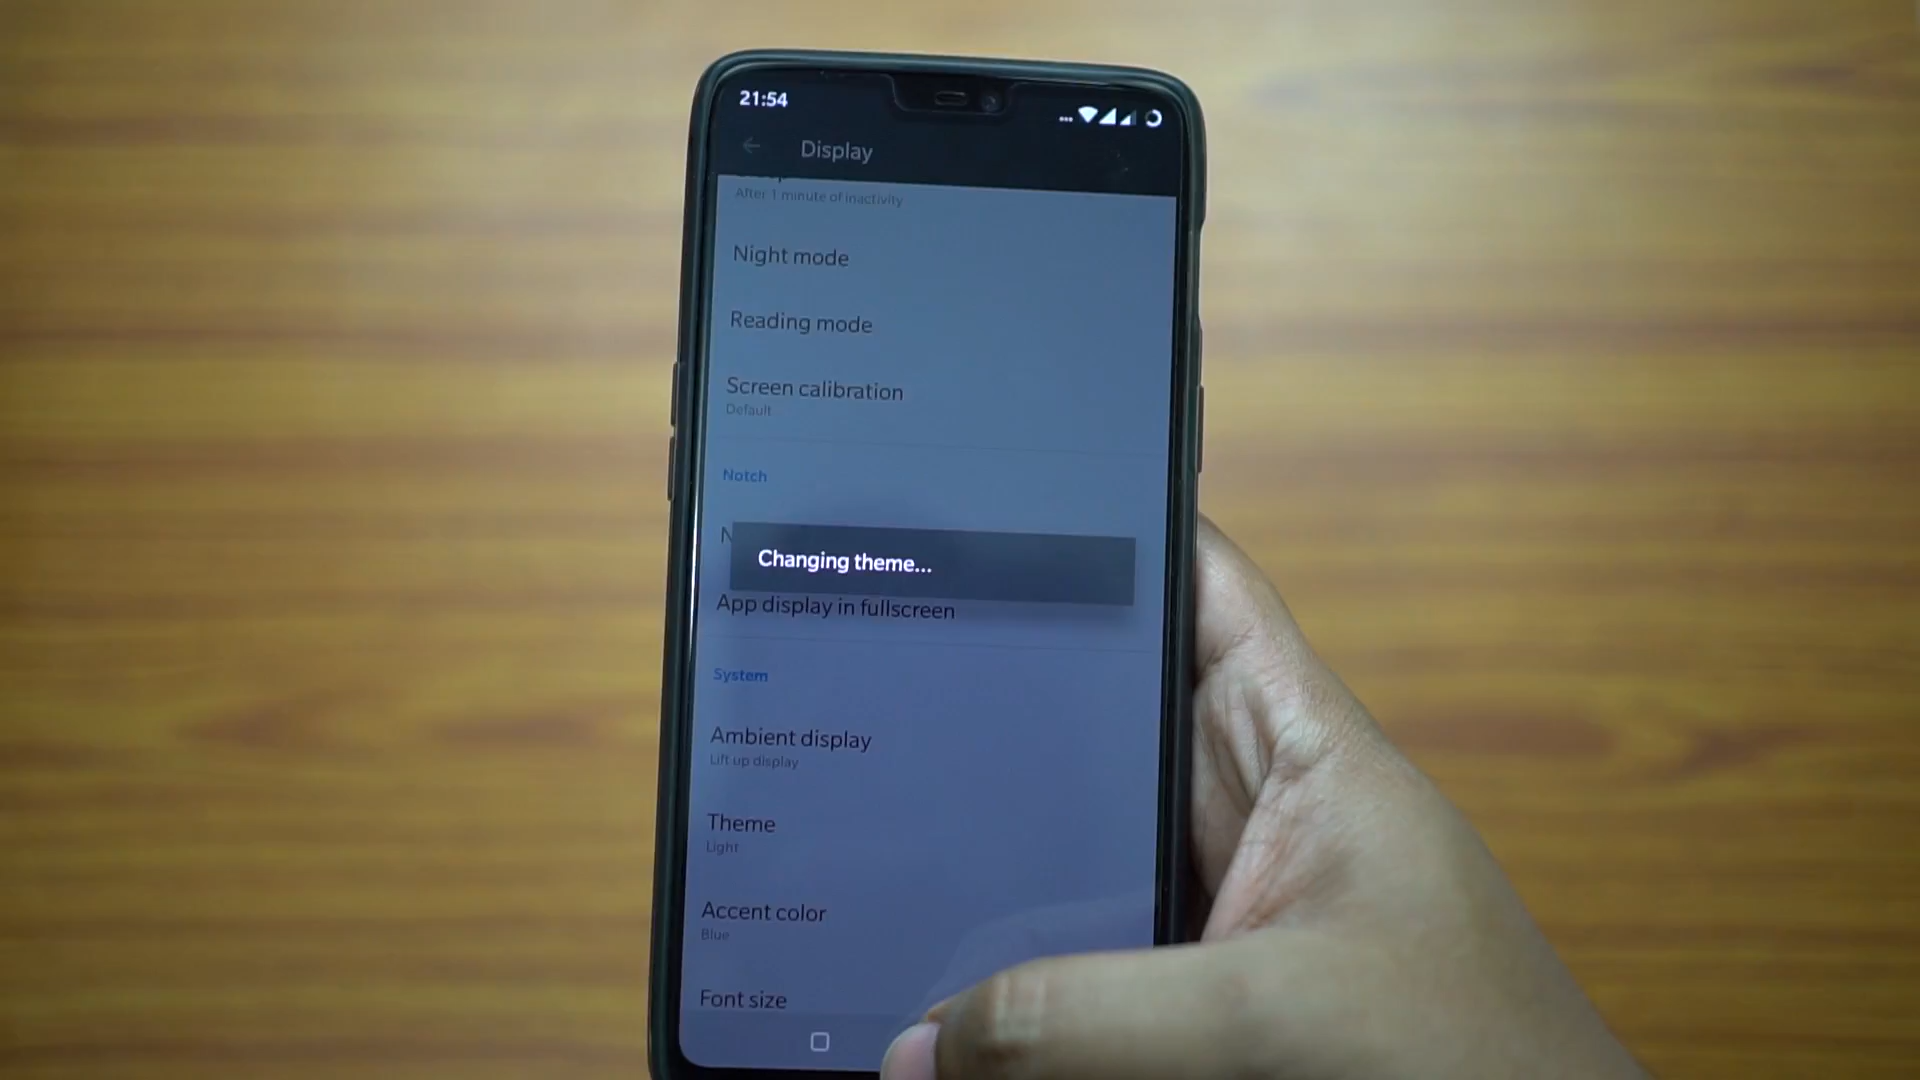 21:54
Display
After 1 minute of inactivity
Night mode
Reading mode
Screen calibration
Default
Notch
Changing theme...
App display in fullscreen
System
Ambient display
Lift up display
Theme
Light
Accent color
Blue
Font size